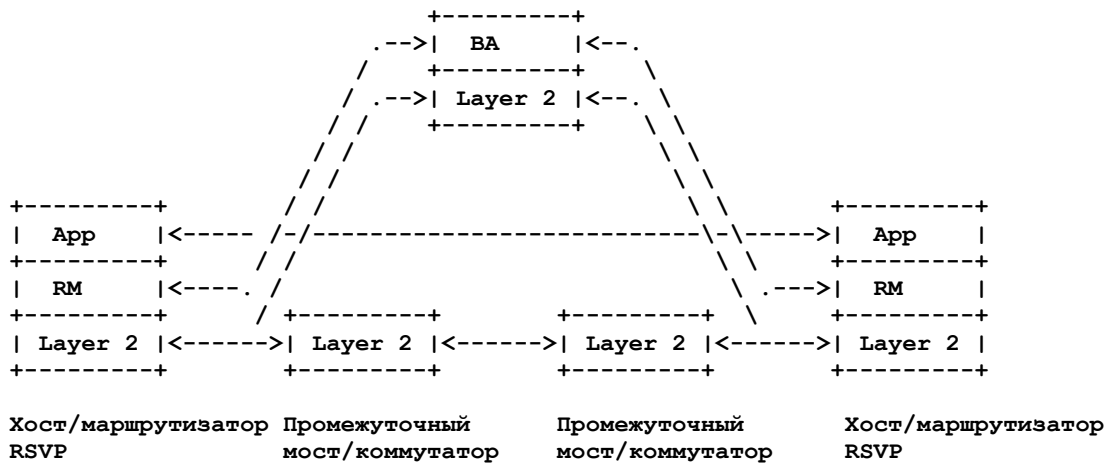 BA
Layer 2
App App
RM RM
Layer 2 Layer 2 Layer 2 Layer 2
Хост/маршрутизатор Промежуточный Промежуточный Хост/маршрутизатор
RSVP мост/коммутатор мост/коммутатор RSVP